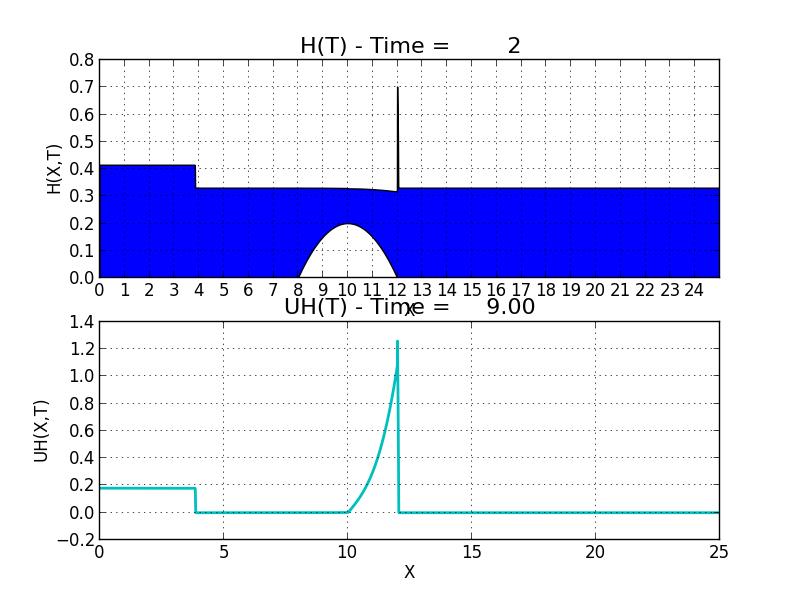 H(T) - Time = 2
0.8
0.7
0.6
0.5
0.4
0.3
0.2
0.1
0.0
H(X,T)
0 1 2 3 4 5 6 7 8 9 10 11 12 13 14 15 16 17 18 19 20 21 22 23 24
X
UH(T) - Time = 9.00
1.4
1.2
1.0
0.8
0.6
0.4
0.2
0.0
−0.2
UH(X,T)
0 5 10 15 20 25
X